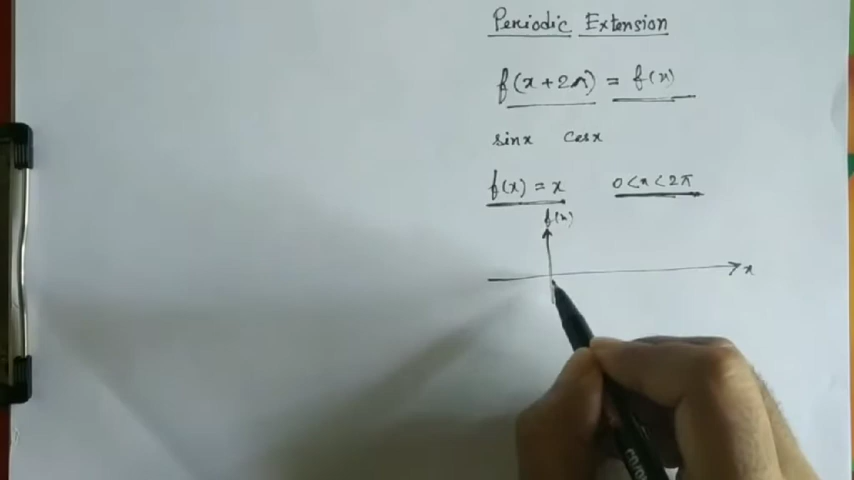 Periodic Extension
f(x+2π) = f(x)
sinx cosx
f(x) = x 0<x<2π
f(x)
x